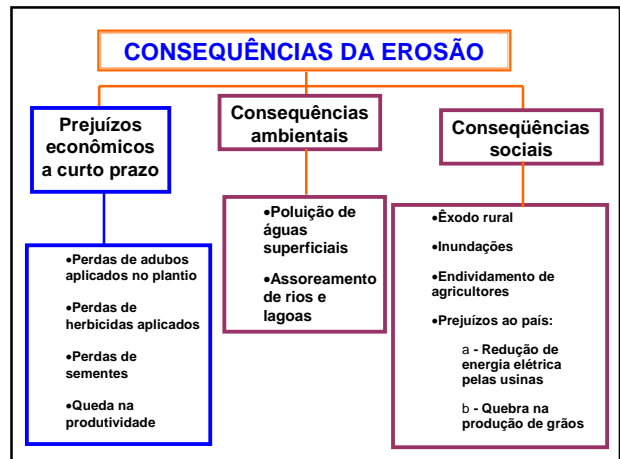 CONSEQUÊNCIAS DA EROSÃO
Prejuízos
econômicos
a curto prazo
•Perdas de adubos
aplicados no plantio
•Perdas de
herbicidas aplicados
•Perdas de
sementes
•Queda na
produtividade
Consequências
ambientais
•Poluição de
águas
superficiais
•Assoreamento
de rios e
lagoas
Conseqüências
sociais
•Êxodo rural
•Inundações
•Endividamento de
agricultores
•Prejuízos ao país:
a - Redução de
energia elétrica
pelas usinas
b - Quebra na
produção de grãos